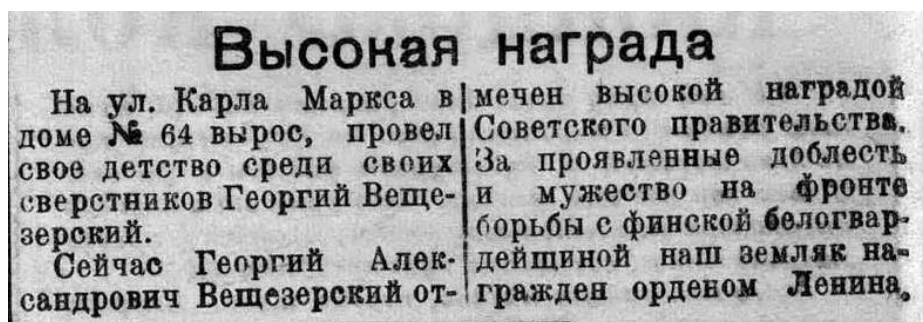 Высокая награда
На ул. Карла Маркса в
доме № 64 вырос, провел
свое детство среди своих
сверстников Георгий Веще-
зерский.
Сейчас Георгий Алек-
сандрович Вещезерский от-
мечен высокой наградой
Советского правительства.
За проявленные доблесть
и мужество на фронте
борьбы с финской белогвар-
дейщиной наш земляк на-
гражден орденом Ленина.